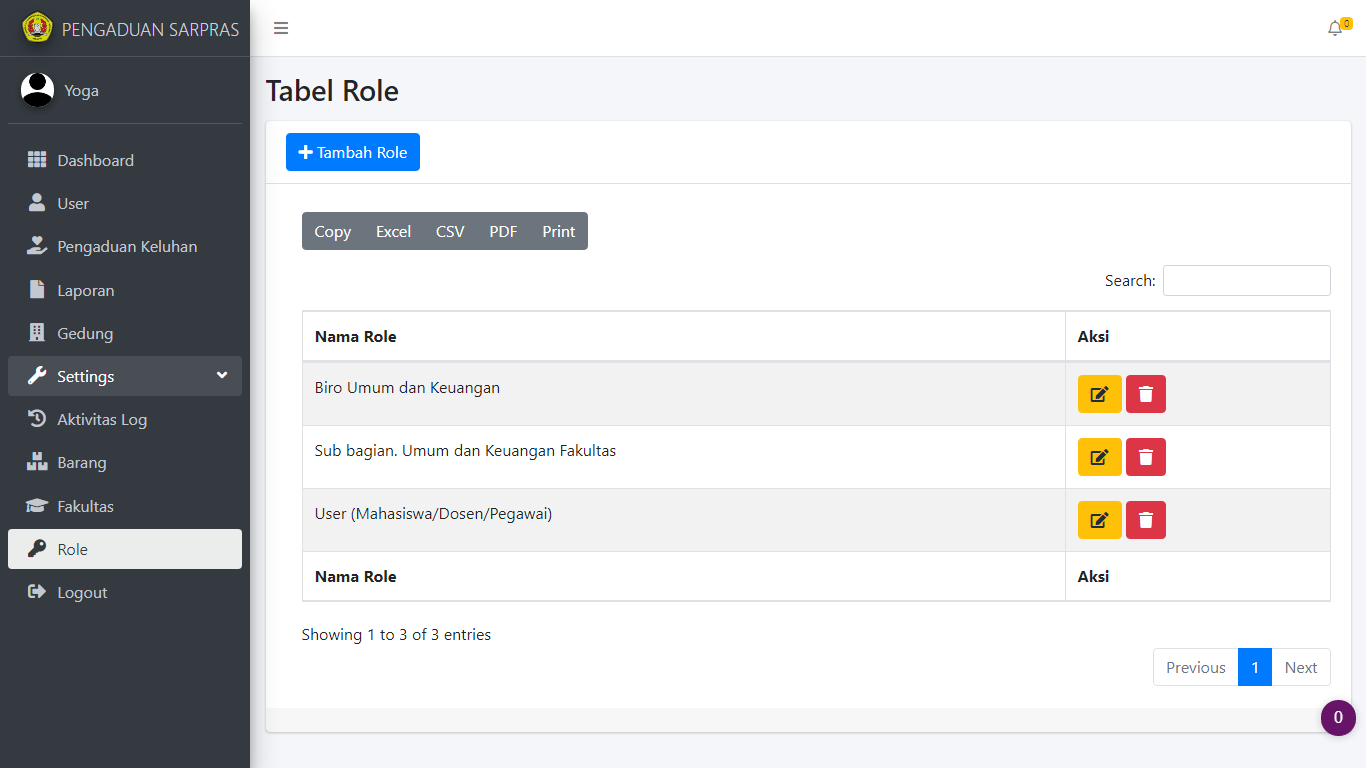 PENGADUAN SARPRAS
0
Yoga
Dashboard
User
Pengaduan Keluhan
Laporan
Gedung
Settings
Aktivitas Log
Barang
Fakultas
Role
Logout
Tabel Role
Tambah Role
Copy Excel CSV PDF Print
Search:
Nama Role Aksi
Biro Umum dan Keuangan
Sub bagian. Umum dan Keuangan Fakultas
User (Mahasiswa/Dosen/Pegawai)
Nama Role Aksi
Showing 1 to 3 of 3 entries
Previous 1 Next
0